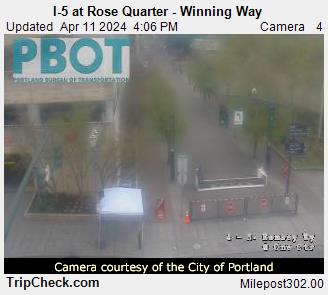 I-5 at Rose Quarter - Winning Way
Updated Apr 11 2024 4:06 PM Camera 4
PBOT
PORTLAND BUREAU OF TRANSPORTATION
Camera courtesy of the City of Portland
TripCheck.com Milepost302.00